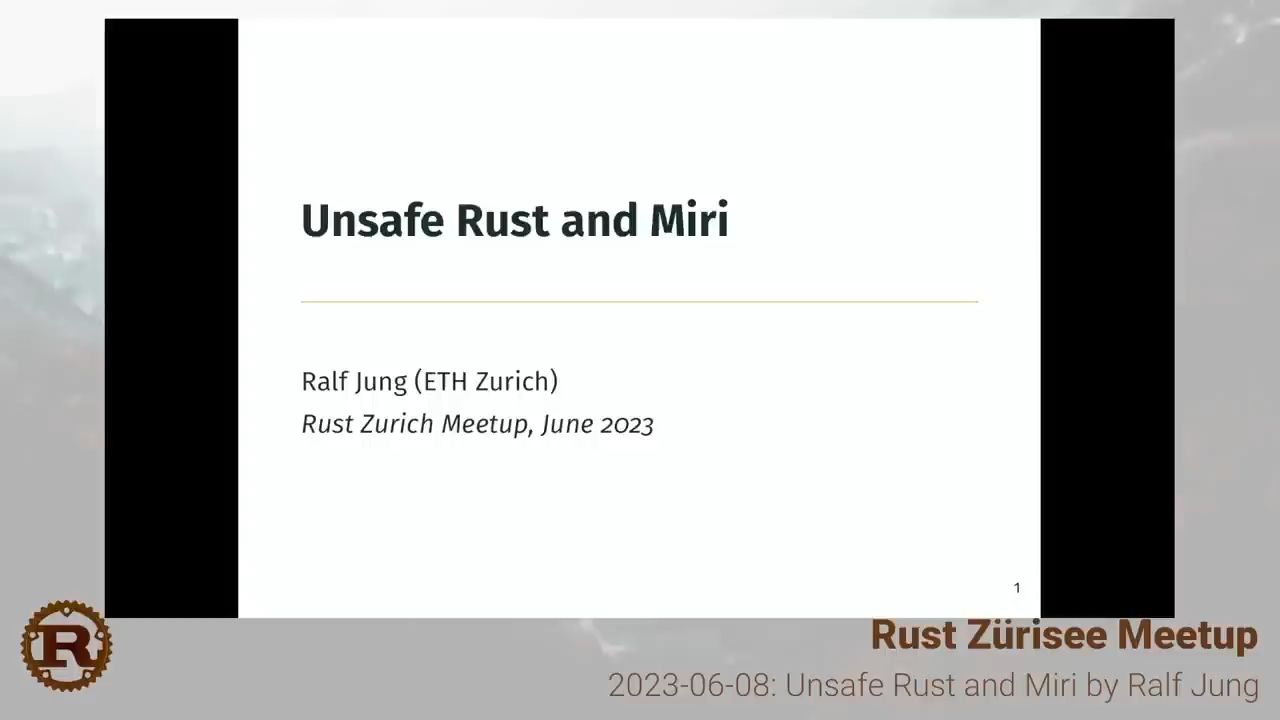 Unsafe Rust and Miri
Ralf Jung (ETH Zurich)
Rust Zurich Meetup, June 2023
1
R
Rust Zürisee Meetup
2023-06-08: Unsafe Rust and Miri by Ralf Jung